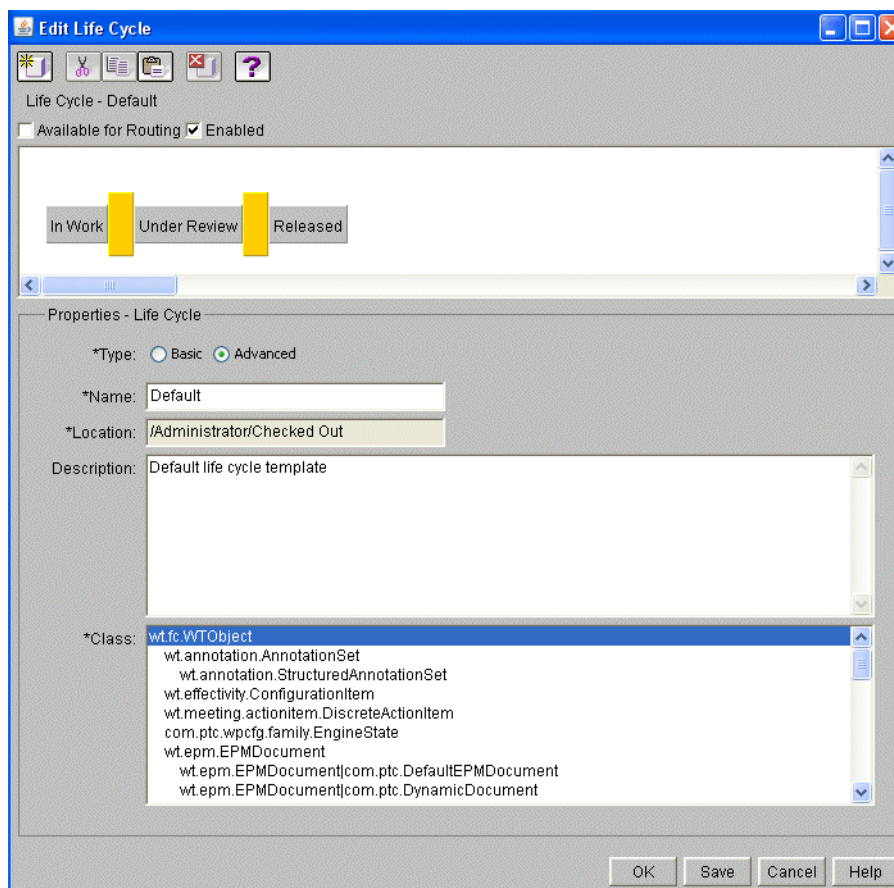 Edit Life Cycle
?
Life Cycle - Default
Available for Routing Enabled
In Work Under Review Released
Properties - Life Cycle
*Type: Basic Advanced
*Name: Default
*Location: /Administrator/Checked Out
Description: Default life cycle template
*Class: wt.fc.WTObject
wt.annotation.AnnotationSet
wt.annotation.StructuredAnnotationSet
wt.effectivity.ConfigurationItem
wt.meeting.actionitem.DiscreteActionItem
com.ptc.wpcfg.family.EngineState
wt.epm.EPMDocument
wt.epm.EPMDocument|com.ptc.DefaultEPMDocument
wt.epm.EPMDocument|com.ptc.DynamicDocument
OK Save Cancel Help